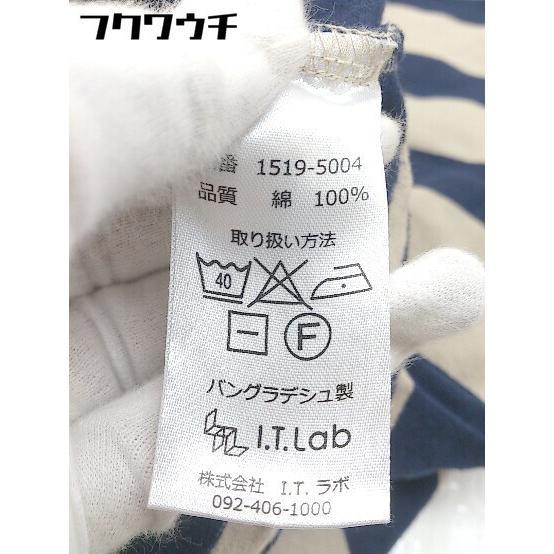 フクワウチ
番 1519-5004
品質 綿 100%
取り扱い方法
40
F
バングラデシュ製
I.T.Lab
株式会社 I.T. ラボ
092-406-1000